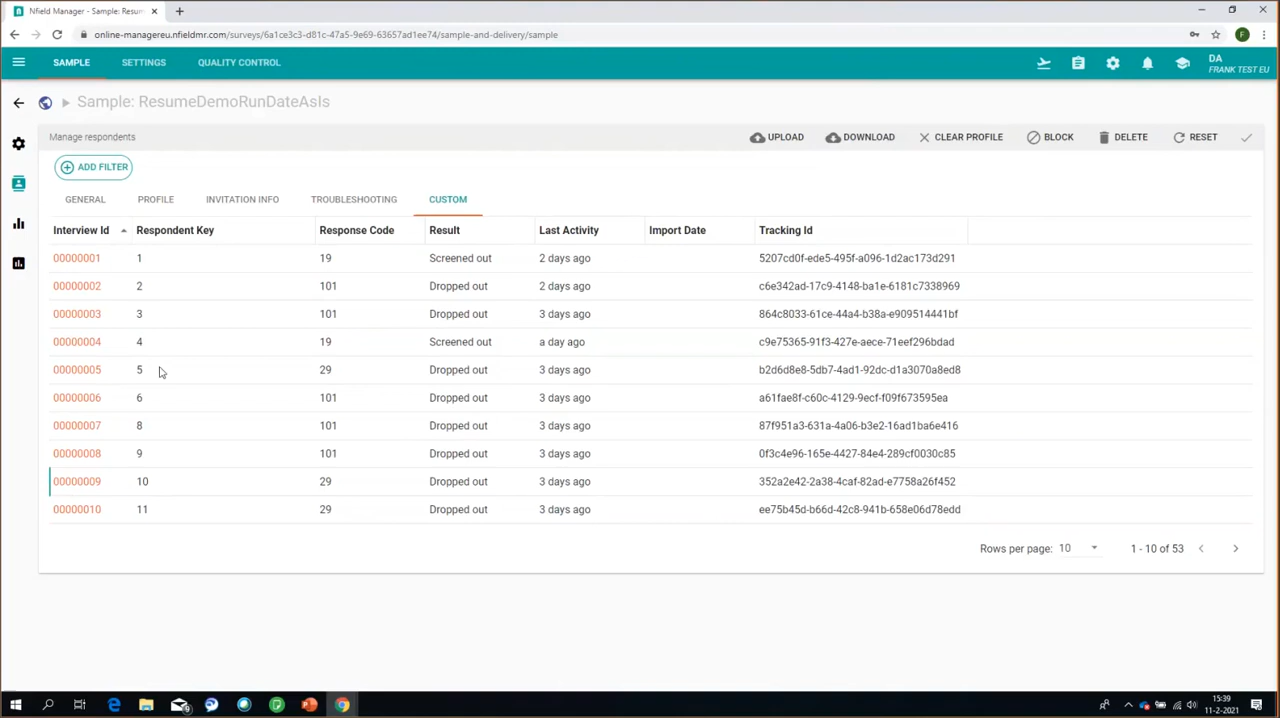 Nfield Manager - Sample: Resum
online-managereu.nfieldmr.com/surveys/6a1ce3c3-d81c-47a5-9e69-63657ad1ee74/sample-and-delivery/sample
F
SAMPLE SETTINGS QUALITY CONTROL
DA
FRANK TEST EU
Sample: ResumeDemoRunDateAsIs
Manage respondents UPLOAD DOWNLOAD CLEAR PROFILE BLOCK DELETE RESET
ADD FILTER
GENERAL PROFILE INVITATION INFO TROUBLESHOOTING CUSTOM
Interview Id Respondent Key Response Code Result Last Activity Import Date Tracking Id
00000001 1 19 Screened out 2 days ago 5207cd0f-ede5-495f-a096-1d2ac173d291
00000002 2 101 Dropped out 2 days ago c6e342ad-17c9-4148-ba1e-6181c7338969
00000003 3 101 Dropped out 3 days ago 864c8033-61ce-44a4-b38a-e909514441bf
00000004 4 19 Screened out a day ago c9e75365-91f3-427e-aece-71eef296bdad
00000005 5 29 Dropped out 3 days ago b2d6d8e8-5db7-4ad1-92dc-d1a3070a8ed8
00000006 6 101 Dropped out 3 days ago a61fae8f-c60c-4129-9ecf-f09f673595ea
00000007 8 101 Dropped out 3 days ago 87f951a3-631a-4a06-b3e2-16ad1ba6e416
00000008 9 101 Dropped out 3 days ago 0f3c4e96-165e-4427-84e4-289cf0030c85
00000009 10 29 Dropped out 3 days ago 352a2e42-2a38-4caf-82ad-e7758a26f452
00000010 11 29 Dropped out 3 days ago ee75b45d-b66d-42c8-941b-658e06d78edd
Rows per page: 10 1 - 10 of 53
15:39
11-2-2021